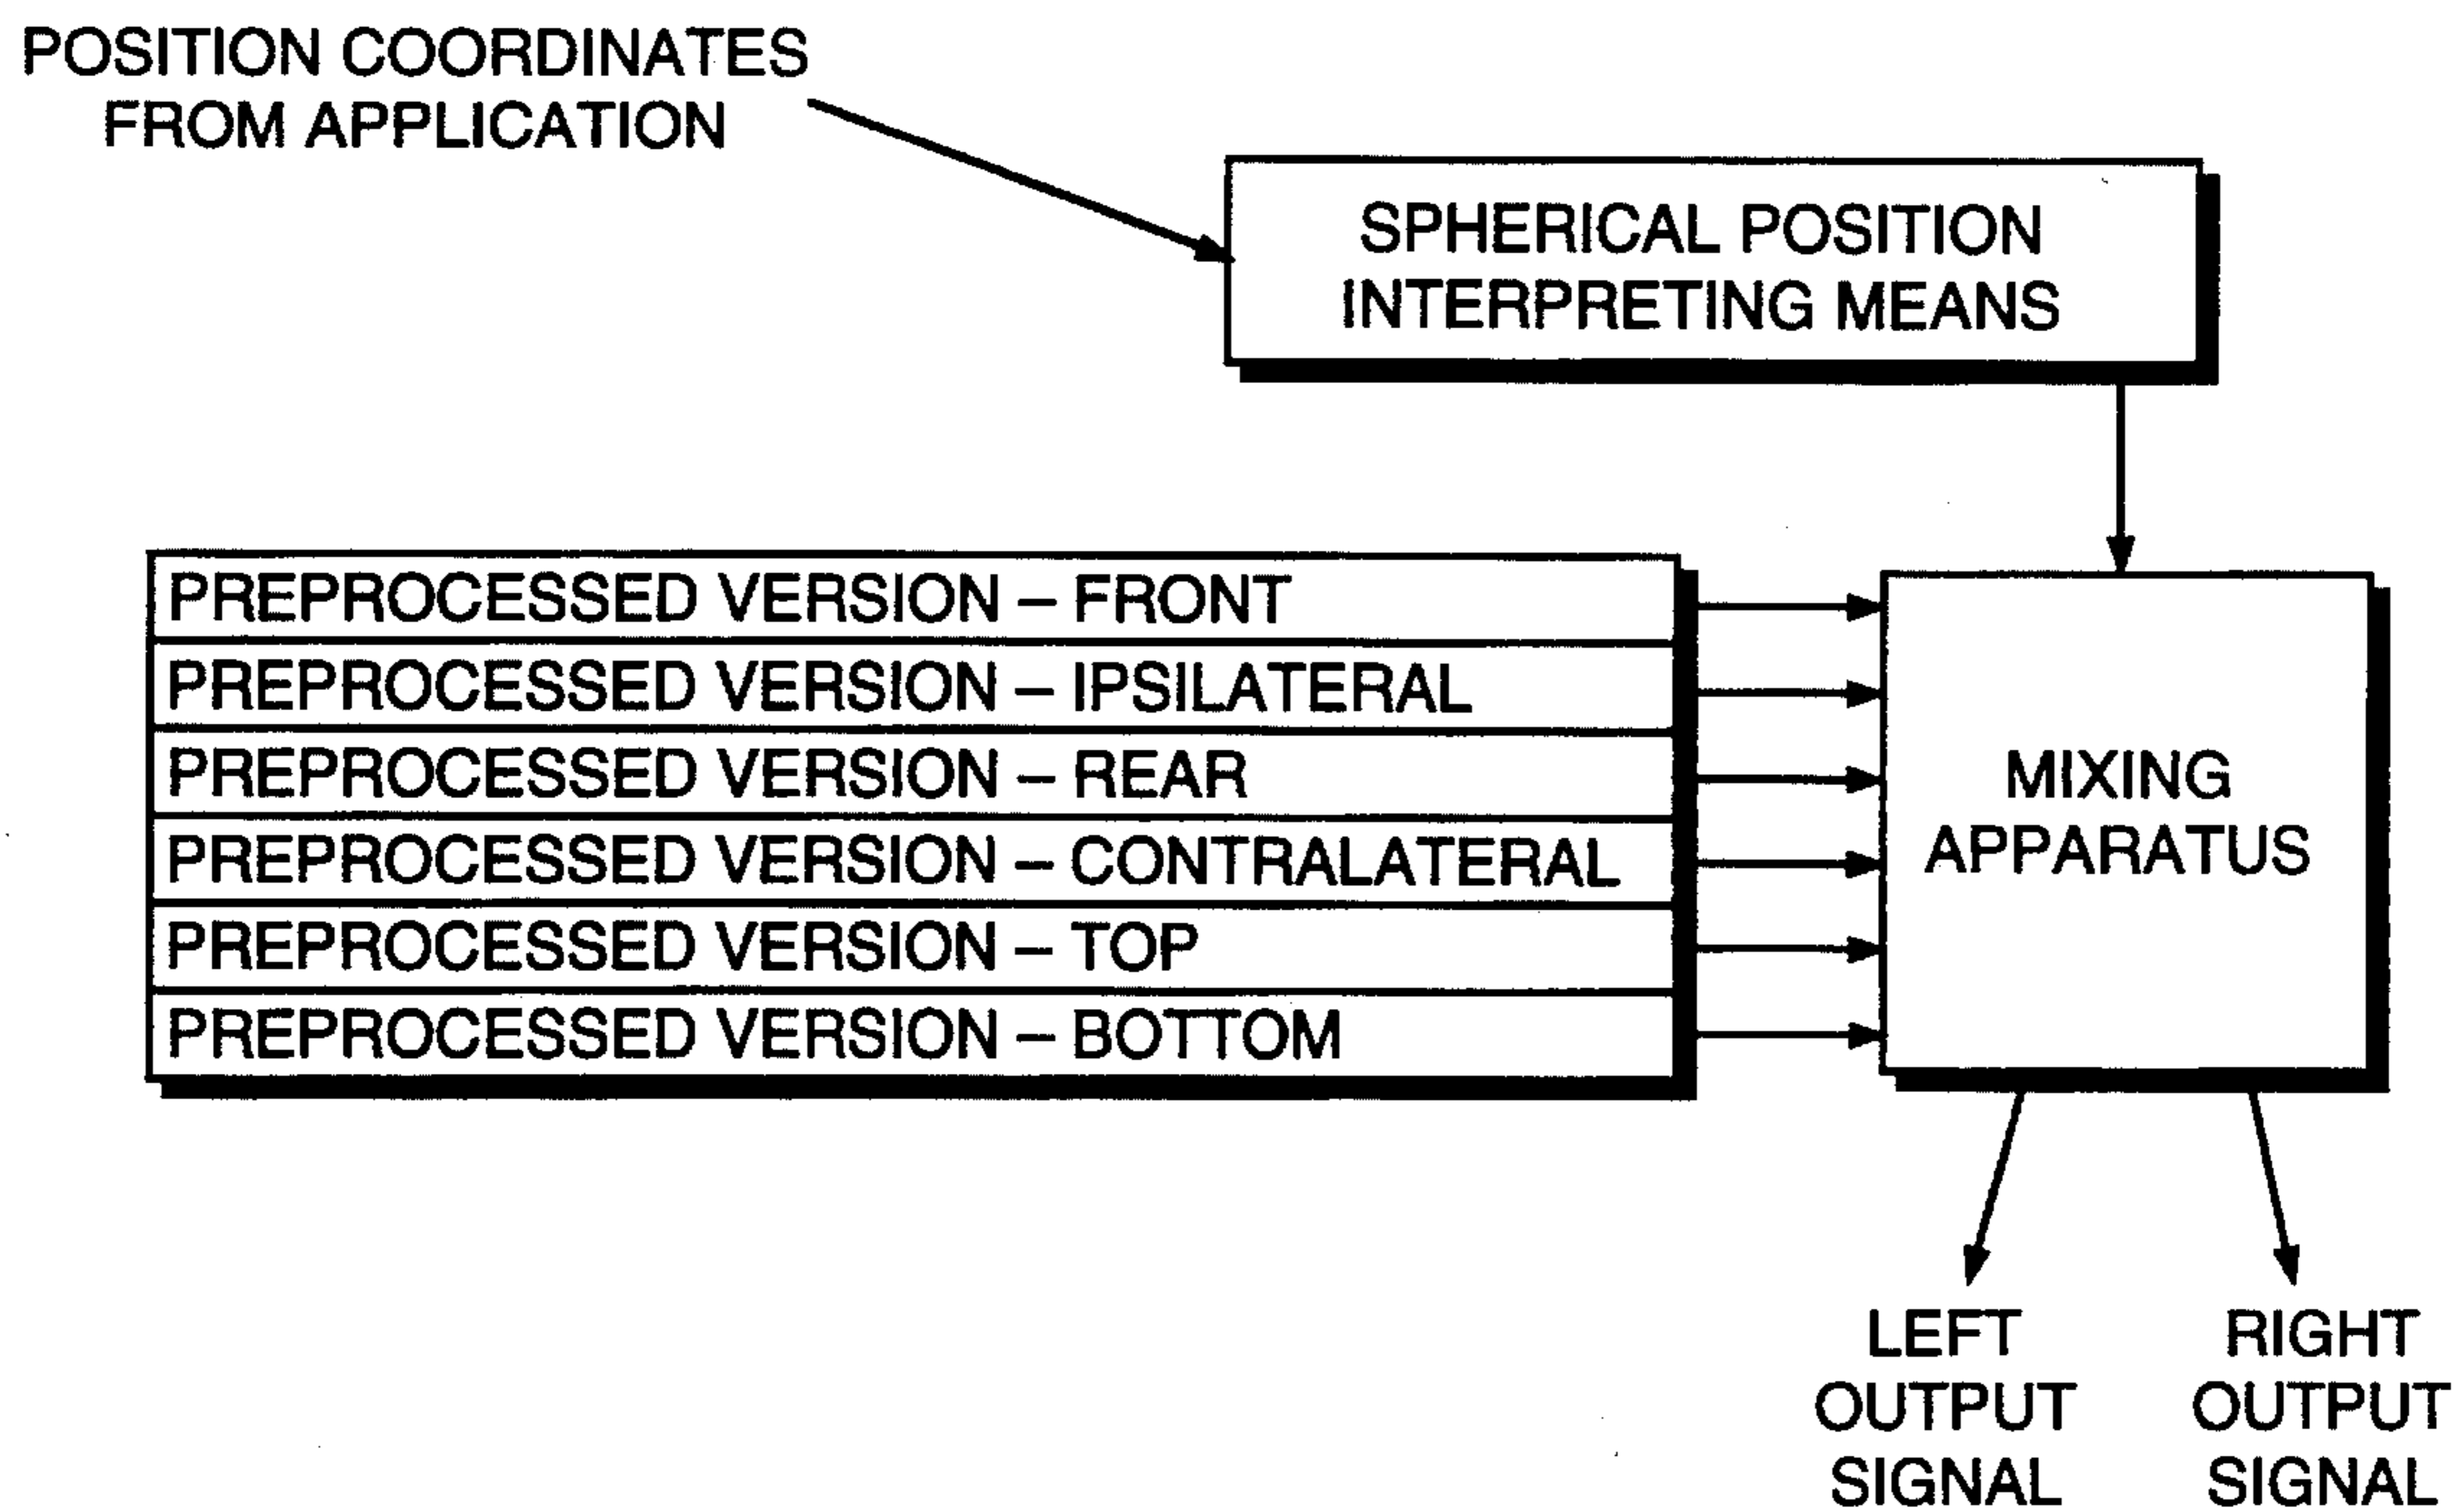 POSITION COORDINATES
FROM APPLICATION
SPHERICAL POSITION
INTERPRETING MEANS
PREPROCESSED VERSION – FRONT
PREPROCESSED VERSION – IPSILATERAL
PREPROCESSED VERSION – REAR
PREPROCESSED VERSION – CONTRALATERAL
PREPROCESSED VERSION – TOP
PREPROCESSED VERSION – BOTTOM
MIXING
APPARATUS
LEFT
OUTPUT
SIGNAL
RIGHT
OUTPUT
SIGNAL